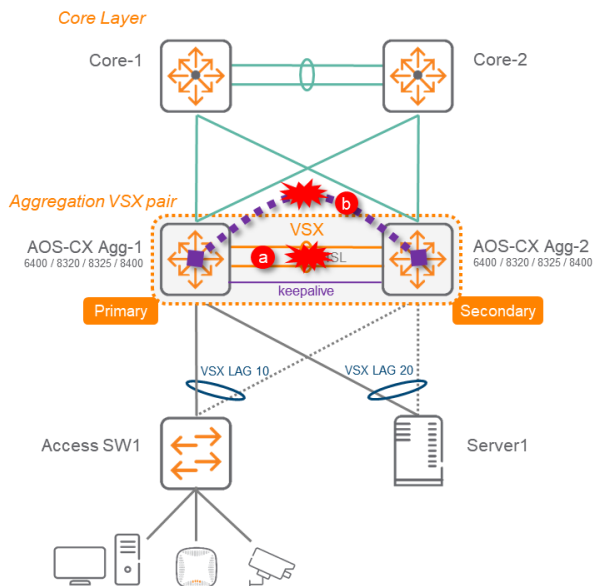 Core Layer
Core-1
Core-2
Aggregation VSX pair
b
VSX
AOS-CX Agg-1
6400 / 8320 / 8325 / 8400
a
SL
AOS-CX Agg-2
6400 / 8320 / 8325 / 8400
keepalive
Primary
Secondary
VSX LAG 10
VSX LAG 20
Access SW1
Server1